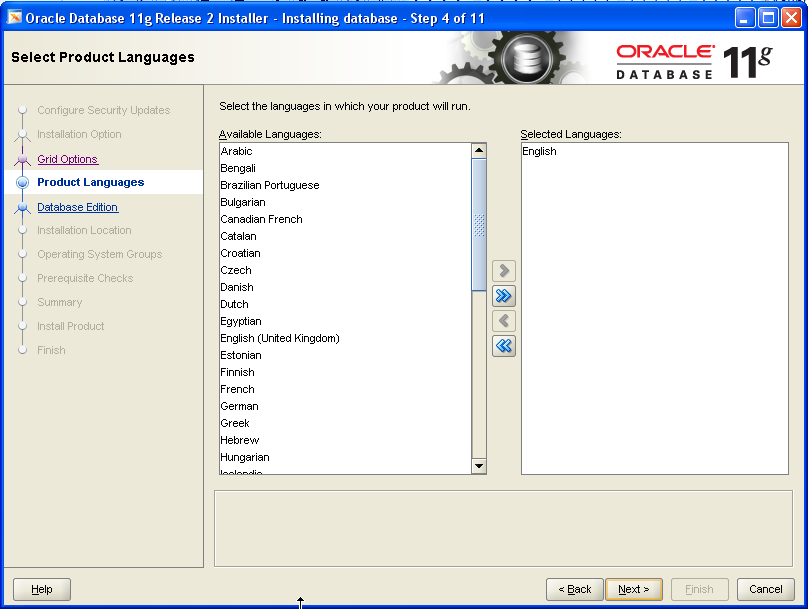 Oracle Database 11g Release 2 Installer - Installing database - Step 4 of 11
Select Product Languages
ORACLE
DATABASE 11g
Configure Security Updates
Installation Option
Grid Options
Product Languages
Database Edition
Installation Location
Operating System Groups
Prerequisite Checks
Summary
Install Product
Finish
Select the languages in which your product will run.
Available Languages:
Arabic
Bengali
Brazilian Portuguese
Bulgarian
Canadian French
Catalan
Croatian
Czech
Danish
Dutch
Egyptian
English (United Kingdom)
Estonian
Finnish
French
German
Greek
Hebrew
Hungarian
Icelandic
Selected Languages:
English
Help
< Back
Next >
Finish
Cancel